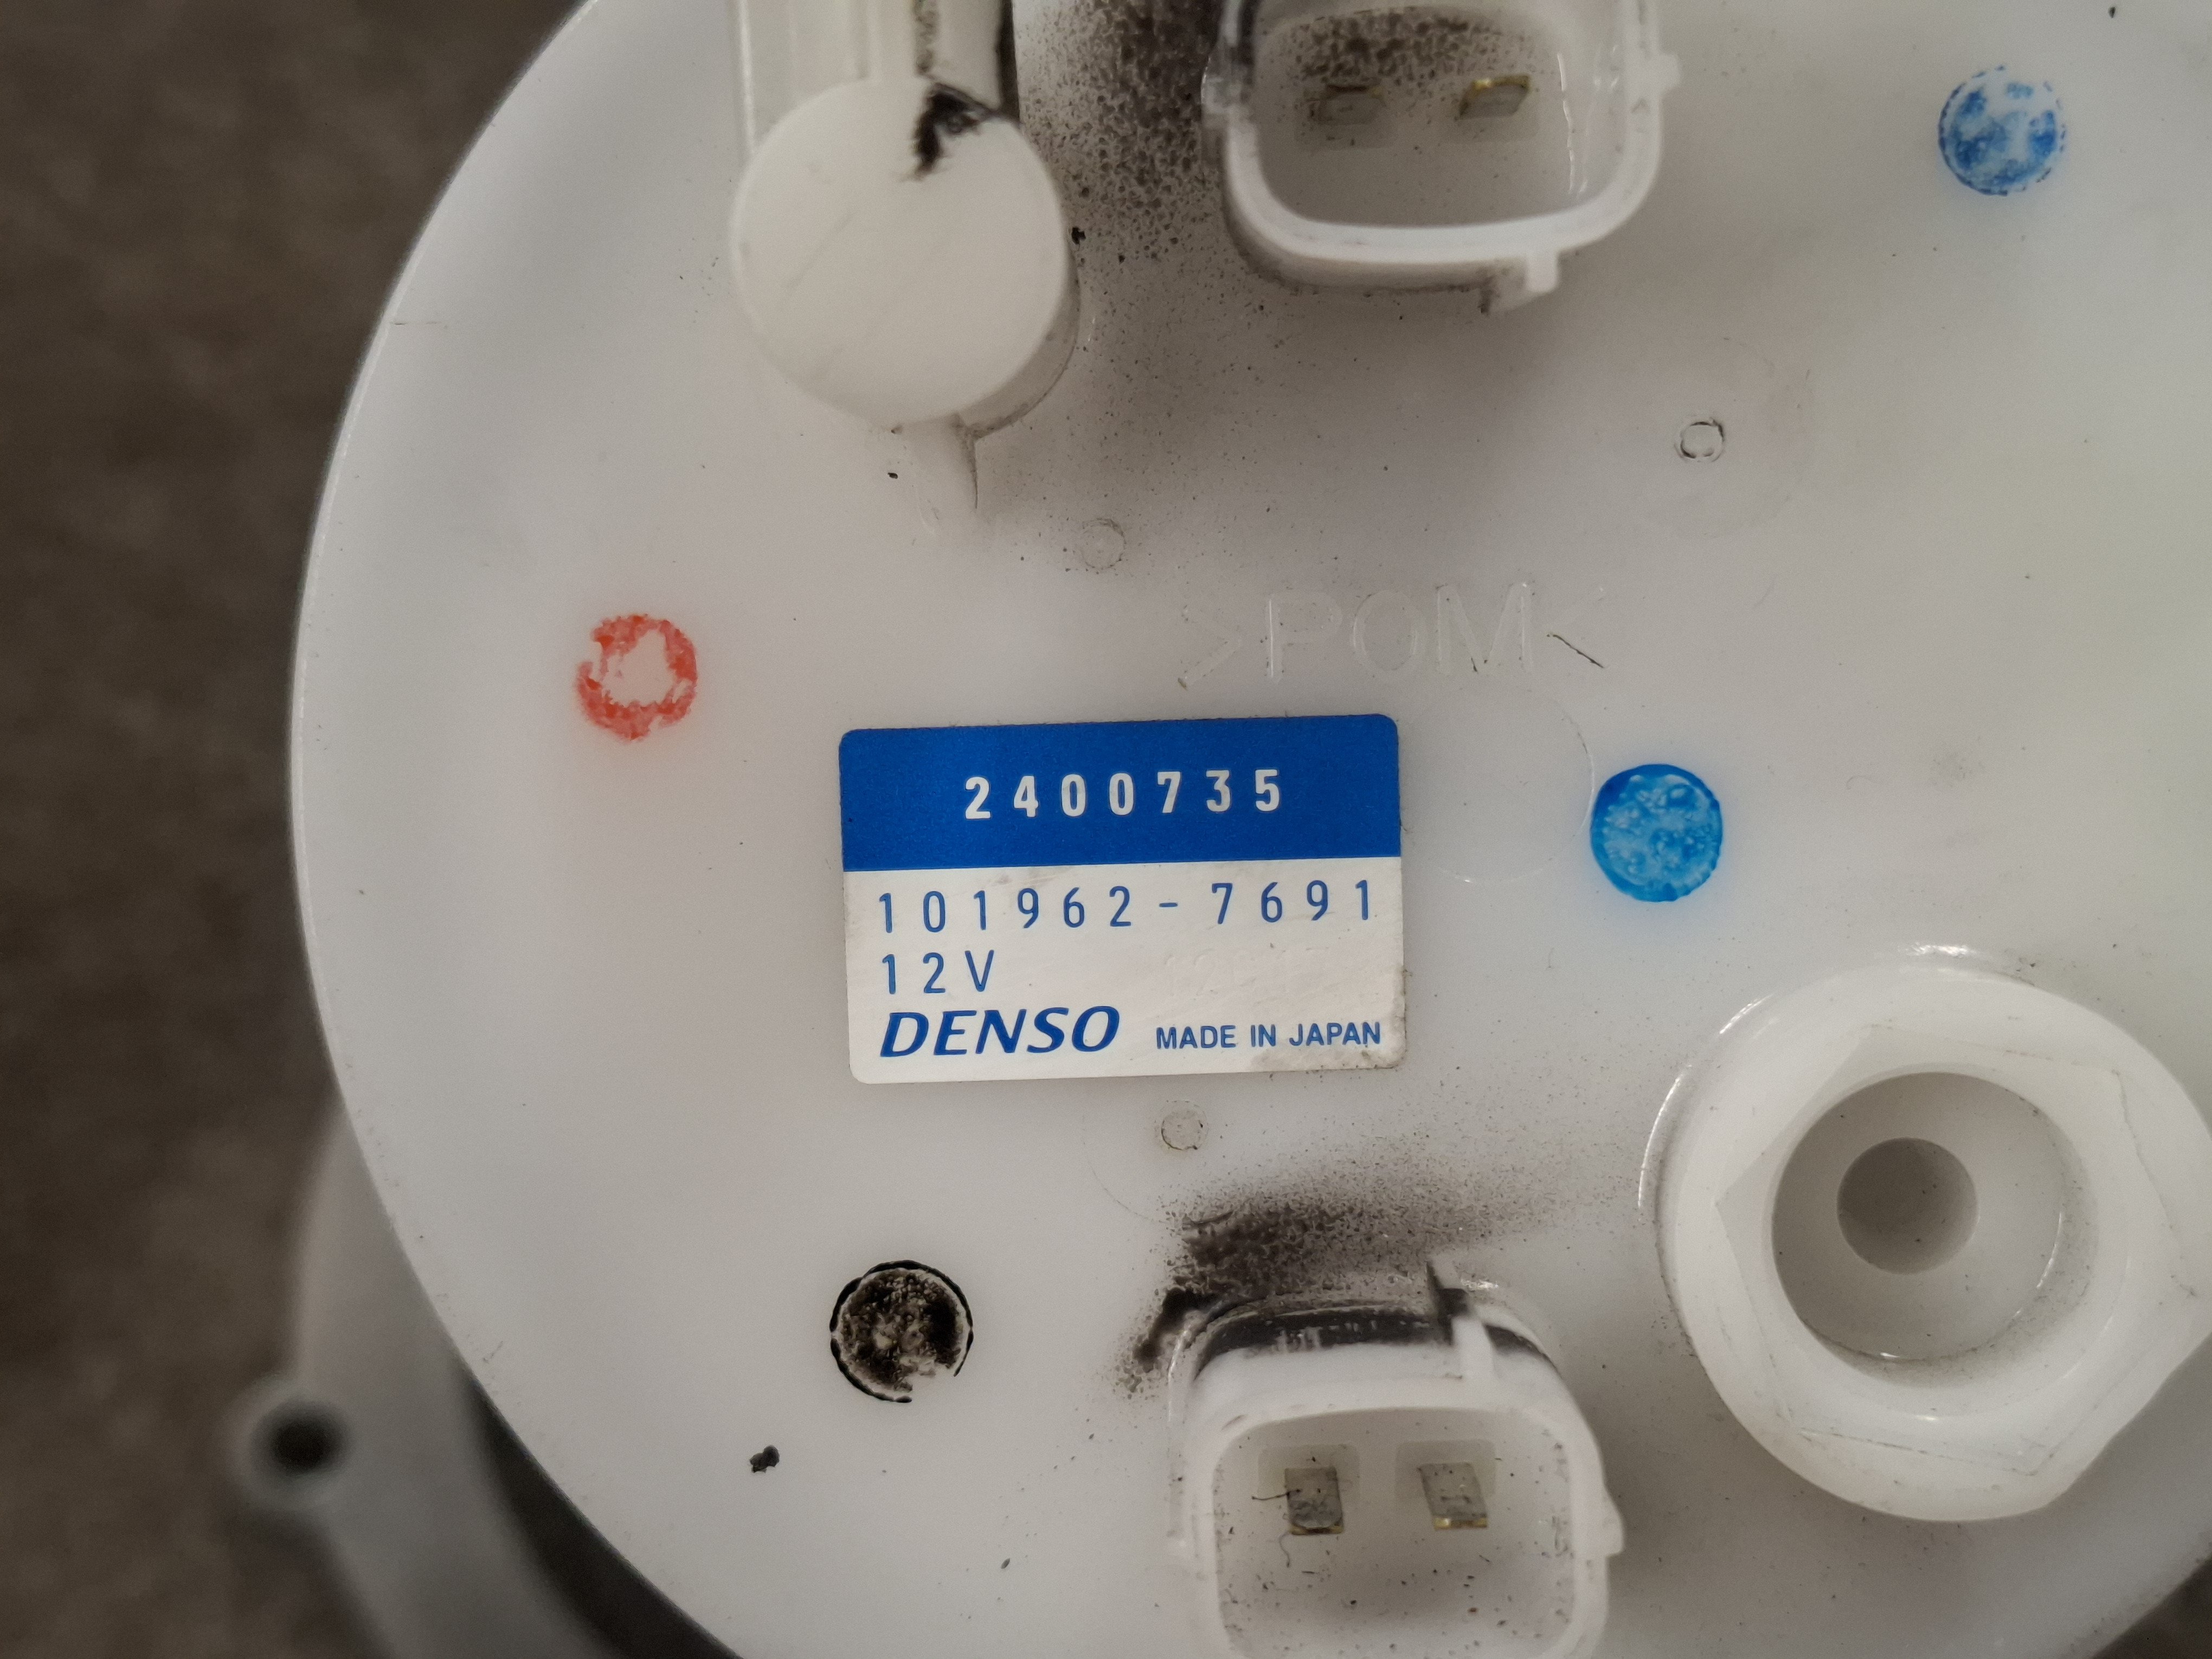 >POM<
2400735
101962-7691
12V
DENSO MADE IN JAPAN